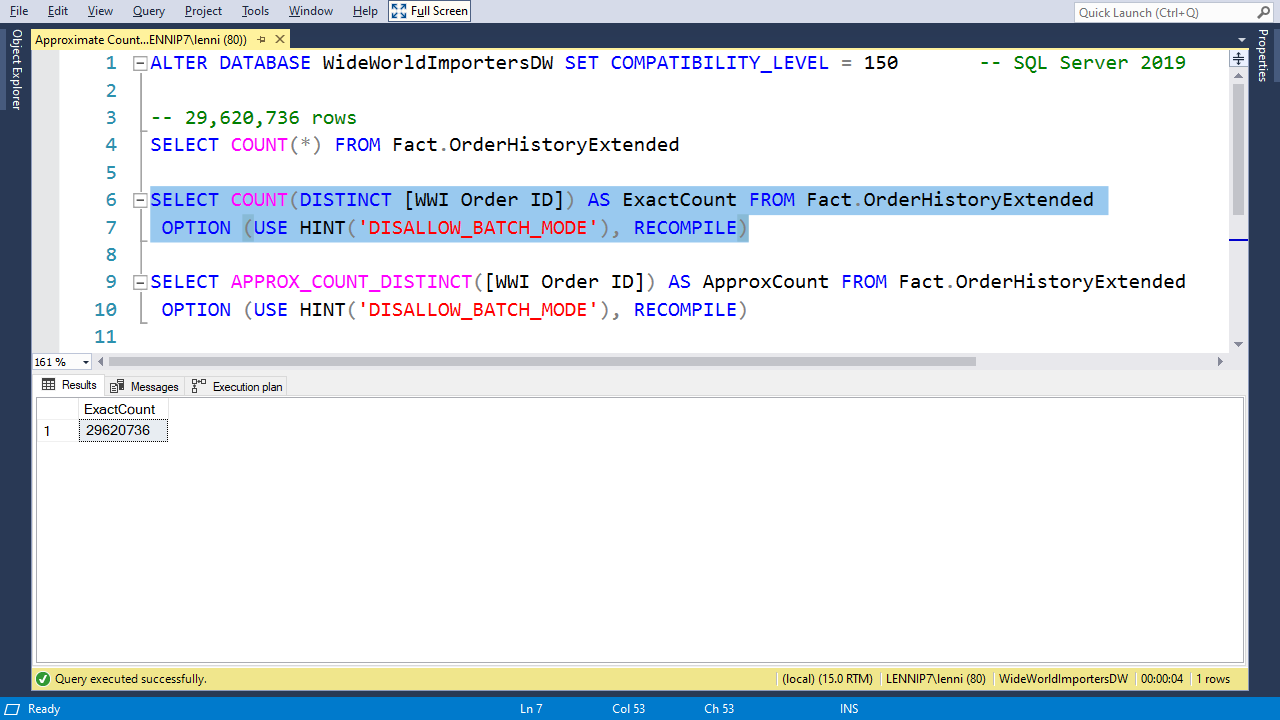 File Edit View Query Project Tools Window Help Full Screen
Quick Launch (Ctrl+Q)
Object Explorer
Approximate Count...ENNIP7\lenni (80))
Properties
1 ALTER DATABASE WideWorldImportersDW SET COMPATIBILITY_LEVEL = 150 -- SQL Server 2019
2
3 -- 29,620,736 rows
4 SELECT COUNT(*) FROM Fact.OrderHistoryExtended
5
6 SELECT COUNT(DISTINCT [WWI Order ID]) AS ExactCount FROM Fact.OrderHistoryExtended
7 OPTION (USE HINT('DISALLOW_BATCH_MODE'), RECOMPILE)
8
9 SELECT APPROX_COUNT_DISTINCT([WWI Order ID]) AS ApproxCount FROM Fact.OrderHistoryExtended
10 OPTION (USE HINT('DISALLOW_BATCH_MODE'), RECOMPILE)
11
161 %
Results Messages Execution plan
ExactCount
1 29620736
Query executed successfully. (local) (15.0 RTM) LENNIP7\lenni (80) WideWorldImportersDW 00:00:04 1 rows
Ready Ln 7 Col 53 Ch 53 INS